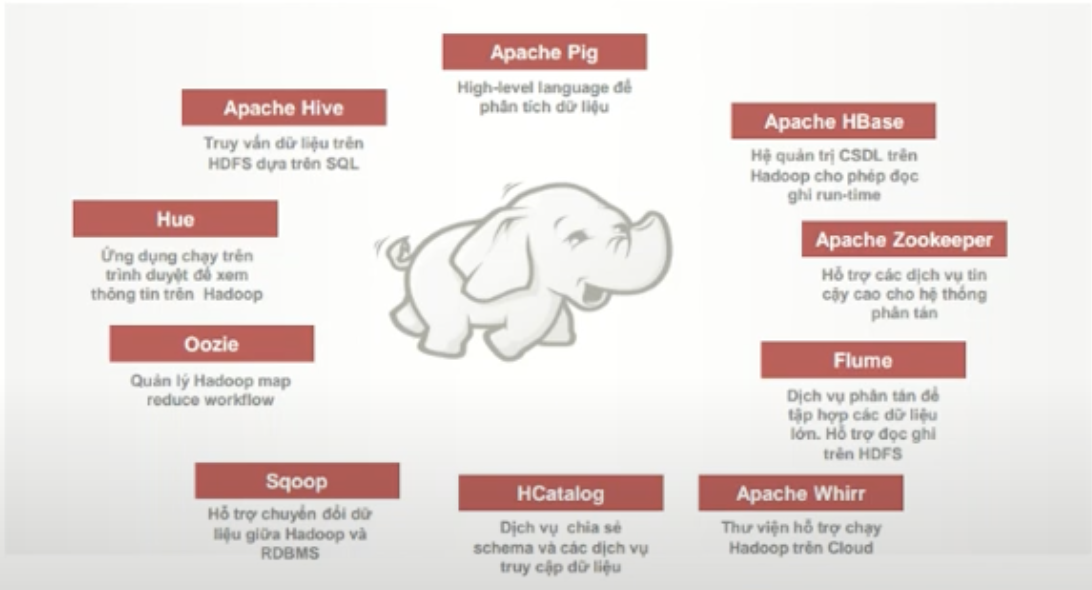 Apache Pig
High-level language để
phân tích dữ liệu
Apache Hive
Truy vấn dữ liệu trên
HDFS dựa trên SQL
Apache HBase
Hệ quản trị CSDL trên
Hadoop cho phép đọc
ghi run-time
Hue
Ứng dụng chạy trên
trình duyệt để xem
thông tin trên Hadoop
Apache Zookeeper
Hỗ trợ các dịch vụ tin
cậy cao cho hệ thống
phân tán
Oozie
Quản lý Hadoop map
reduce workflow
Flume
Dịch vụ phân tán để
tập hợp các dữ liệu
lớn. Hỗ trợ đọc ghi
trên HDFS
Sqoop
Hỗ trợ chuyển đổi dữ
liệu giữa Hadoop và
RDBMS
HCatalog
Dịch vụ chia sẻ
schema và các dịch vụ
truy cập dữ liệu
Apache Whirr
Thư viện hỗ trợ chạy
Hadoop trên Cloud